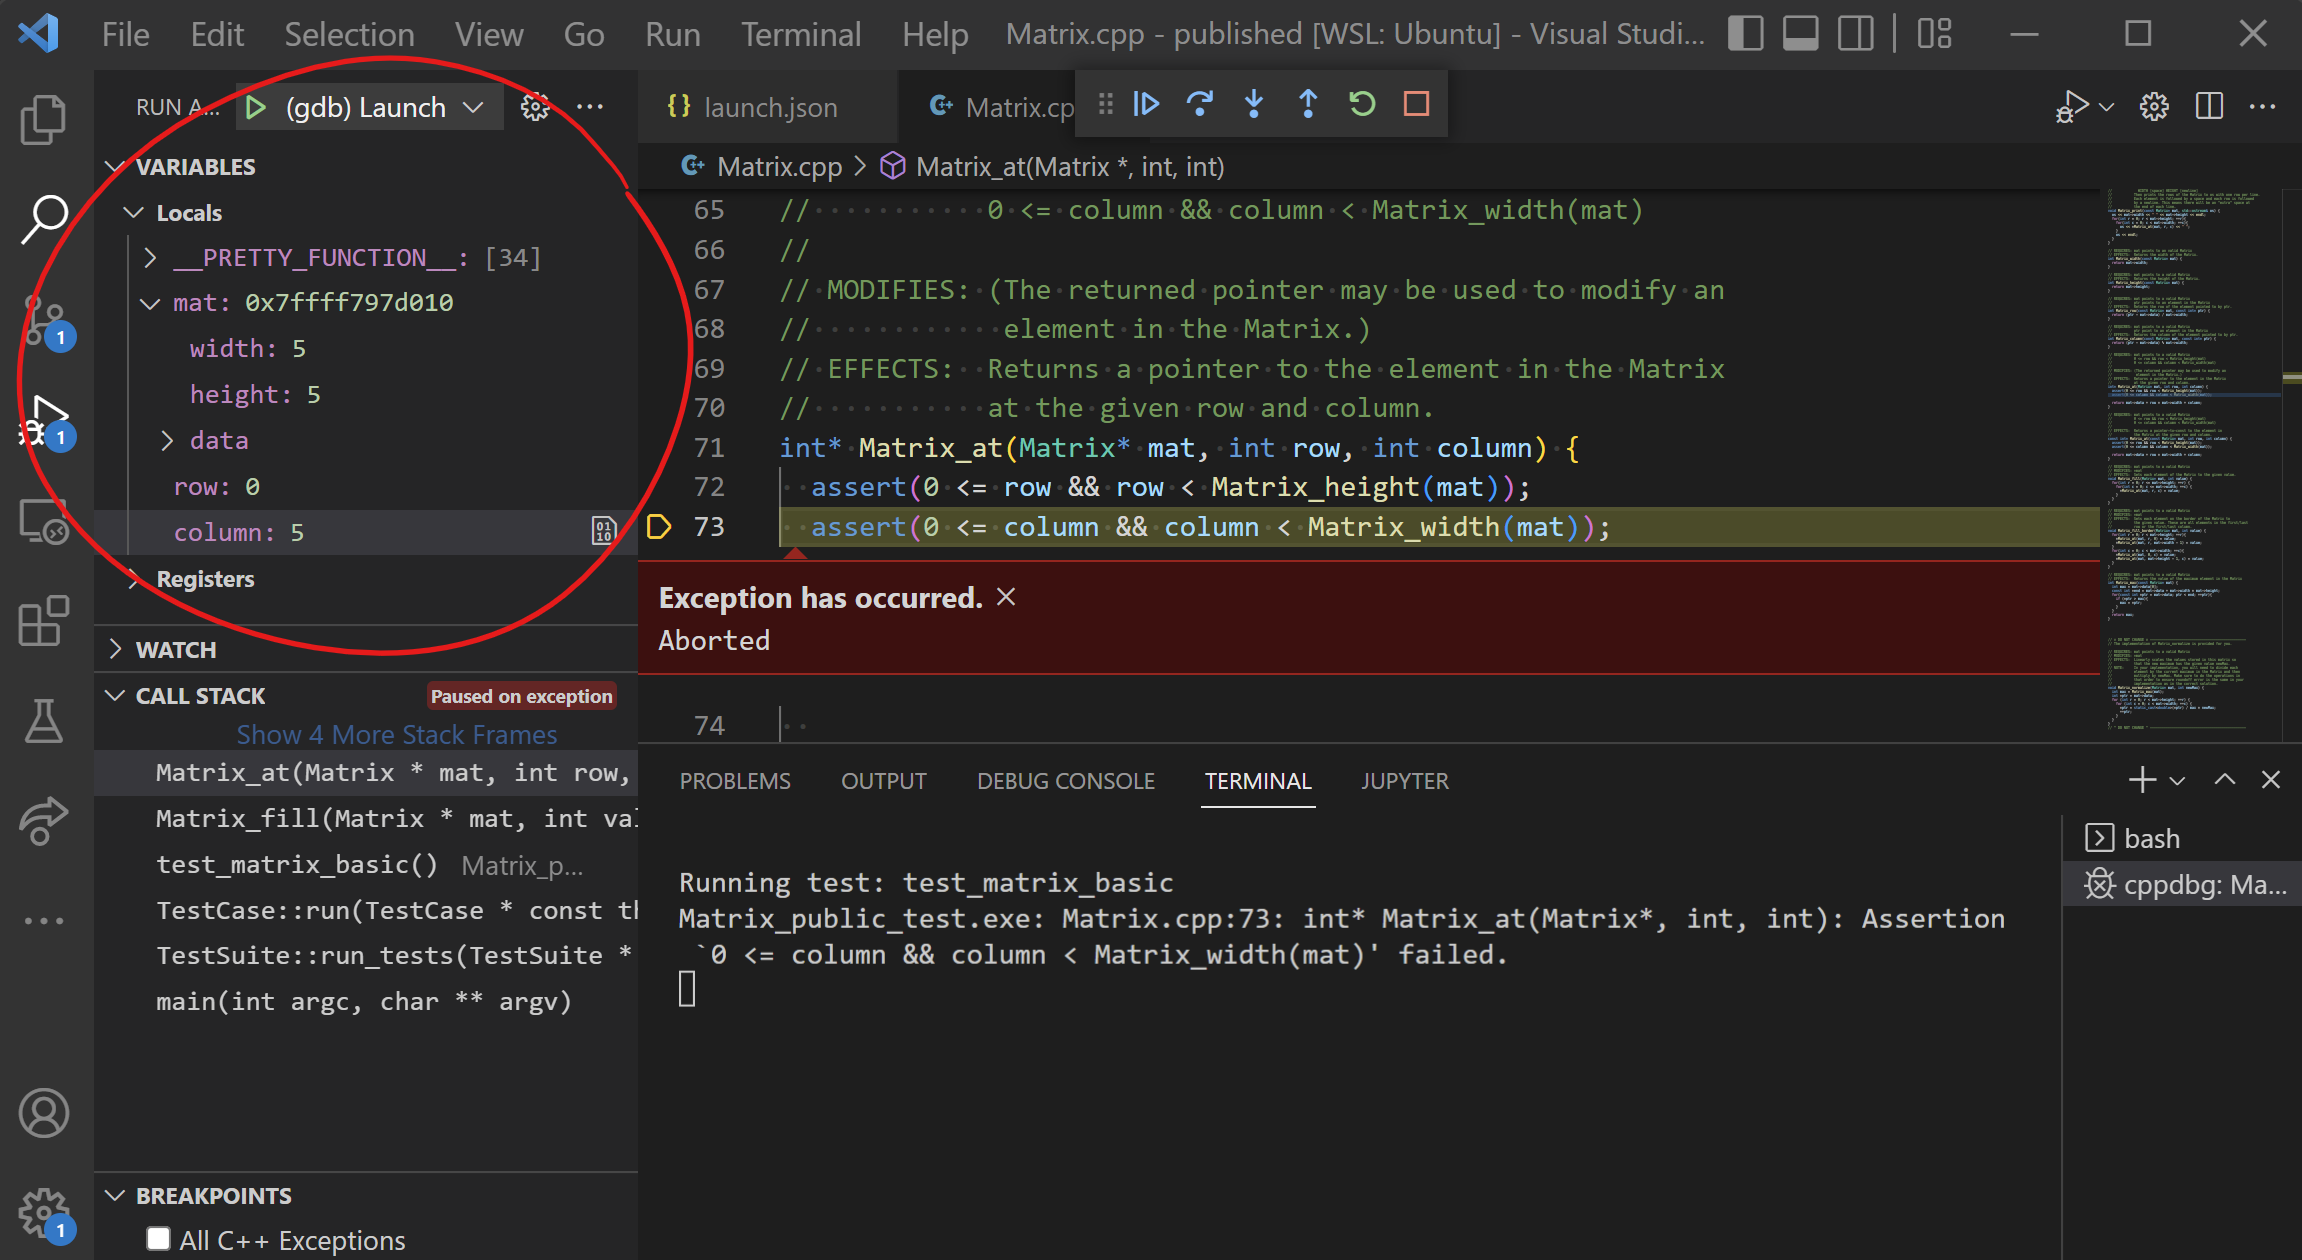 File Edit Selection View Go Run Terminal Help Matrix.cpp - published [WSL: Ubuntu] - Visual Studi...
RUN A... (gdb) Launch
{} launch.json
Matrix.cp
VARIABLES
Locals
__PRETTY_FUNCTION__: [34]
mat: 0x7ffff797d010
width: 5
height: 5
data
row: 0
column: 5
Registers
WATCH
CALL STACK Paused on exception
Show 4 More Stack Frames
Matrix_at(Matrix * mat, int row,
Matrix_fill(Matrix * mat, int val
test_matrix_basic() Matrix_p...
TestCase::run(TestCase * const th
TestSuite::run_tests(TestSuite *
main(int argc, char ** argv)
BREAKPOINTS
All C++ Exceptions
1
1
1
Matrix.cpp > Matrix_at(Matrix *, int, int)
65 // 0 <= column && column < Matrix_width(mat)
66 //
67 // MODIFIES: (The returned pointer may be used to modify an
68 // element in the Matrix.)
69 // EFFECTS: Returns a pointer to the element in the Matrix
70 // at the given row and column.
71 int* Matrix_at(Matrix* mat, int row, int column) {
72 assert(0 <= row && row < Matrix_height(mat));
73 assert(0 <= column && column < Matrix_width(mat));
Exception has occurred.
Aborted
74
PROBLEMS OUTPUT DEBUG CONSOLE TERMINAL JUPYTER
Running test: test_matrix_basic
Matrix_public_test.exe: Matrix.cpp:73: int* Matrix_at(Matrix*, int, int): Assertion
`0 <= column && column < Matrix_width(mat)' failed.
bash
cppdbg: Ma...